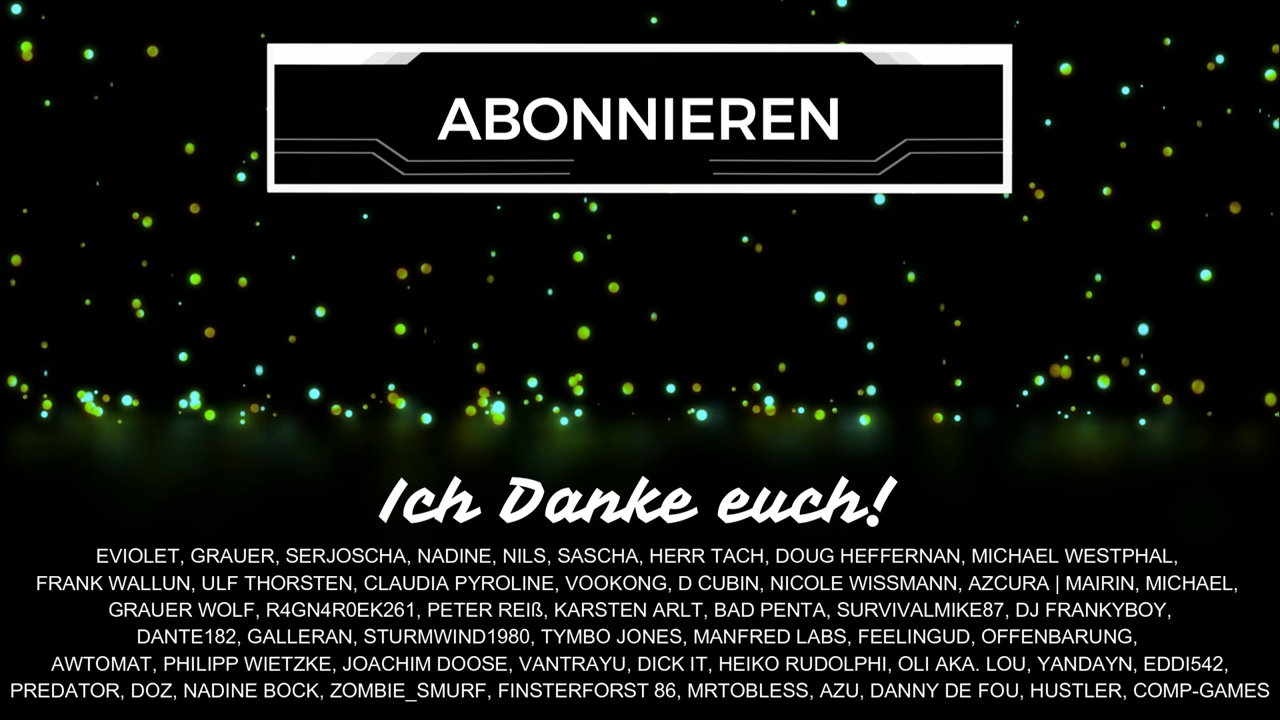 ABONNIEREN
Ich Danke euch!
EVIOLET, GRAUER, SERJOSCHA, NADINE, NILS, SASCHA, HERR TACH, DOUG HEFFERNAN, MICHAEL WESTPHAL,
FRANK WALLUN, ULF THORSTEN, CLAUDIA PYROLINE, VOOKONG, D CUBIN, NICOLE WISSMANN, AZCURA | MAIRIN, MICHAEL,
GRAUER WOLF, R4GN4R0EK261, PETER REIß, KARSTEN ARLT, BAD PENTA, SURVIVALMIKE87, DJ FRANKYBOY,
DANTE182, GALLERAN, STURMWIND1980, TYMBO JONES, MANFRED LABS, FEELINGUD, OFFENBARUNG,
AWTOMAT, PHILIPP WIETZKE, JOACHIM DOOSE, VANTRAYU, DICK IT, HEIKO RUDOLPHI, OLI AKA. LOU, YANDAYN, EDDI542,
PREDATOR, DOZ, NADINE BOCK, ZOMBIE_SMURF, FINSTERFORST 86, MRTOBLESS, AZU, DANNY DE FOU, HUSTLER, COMP-GAMES